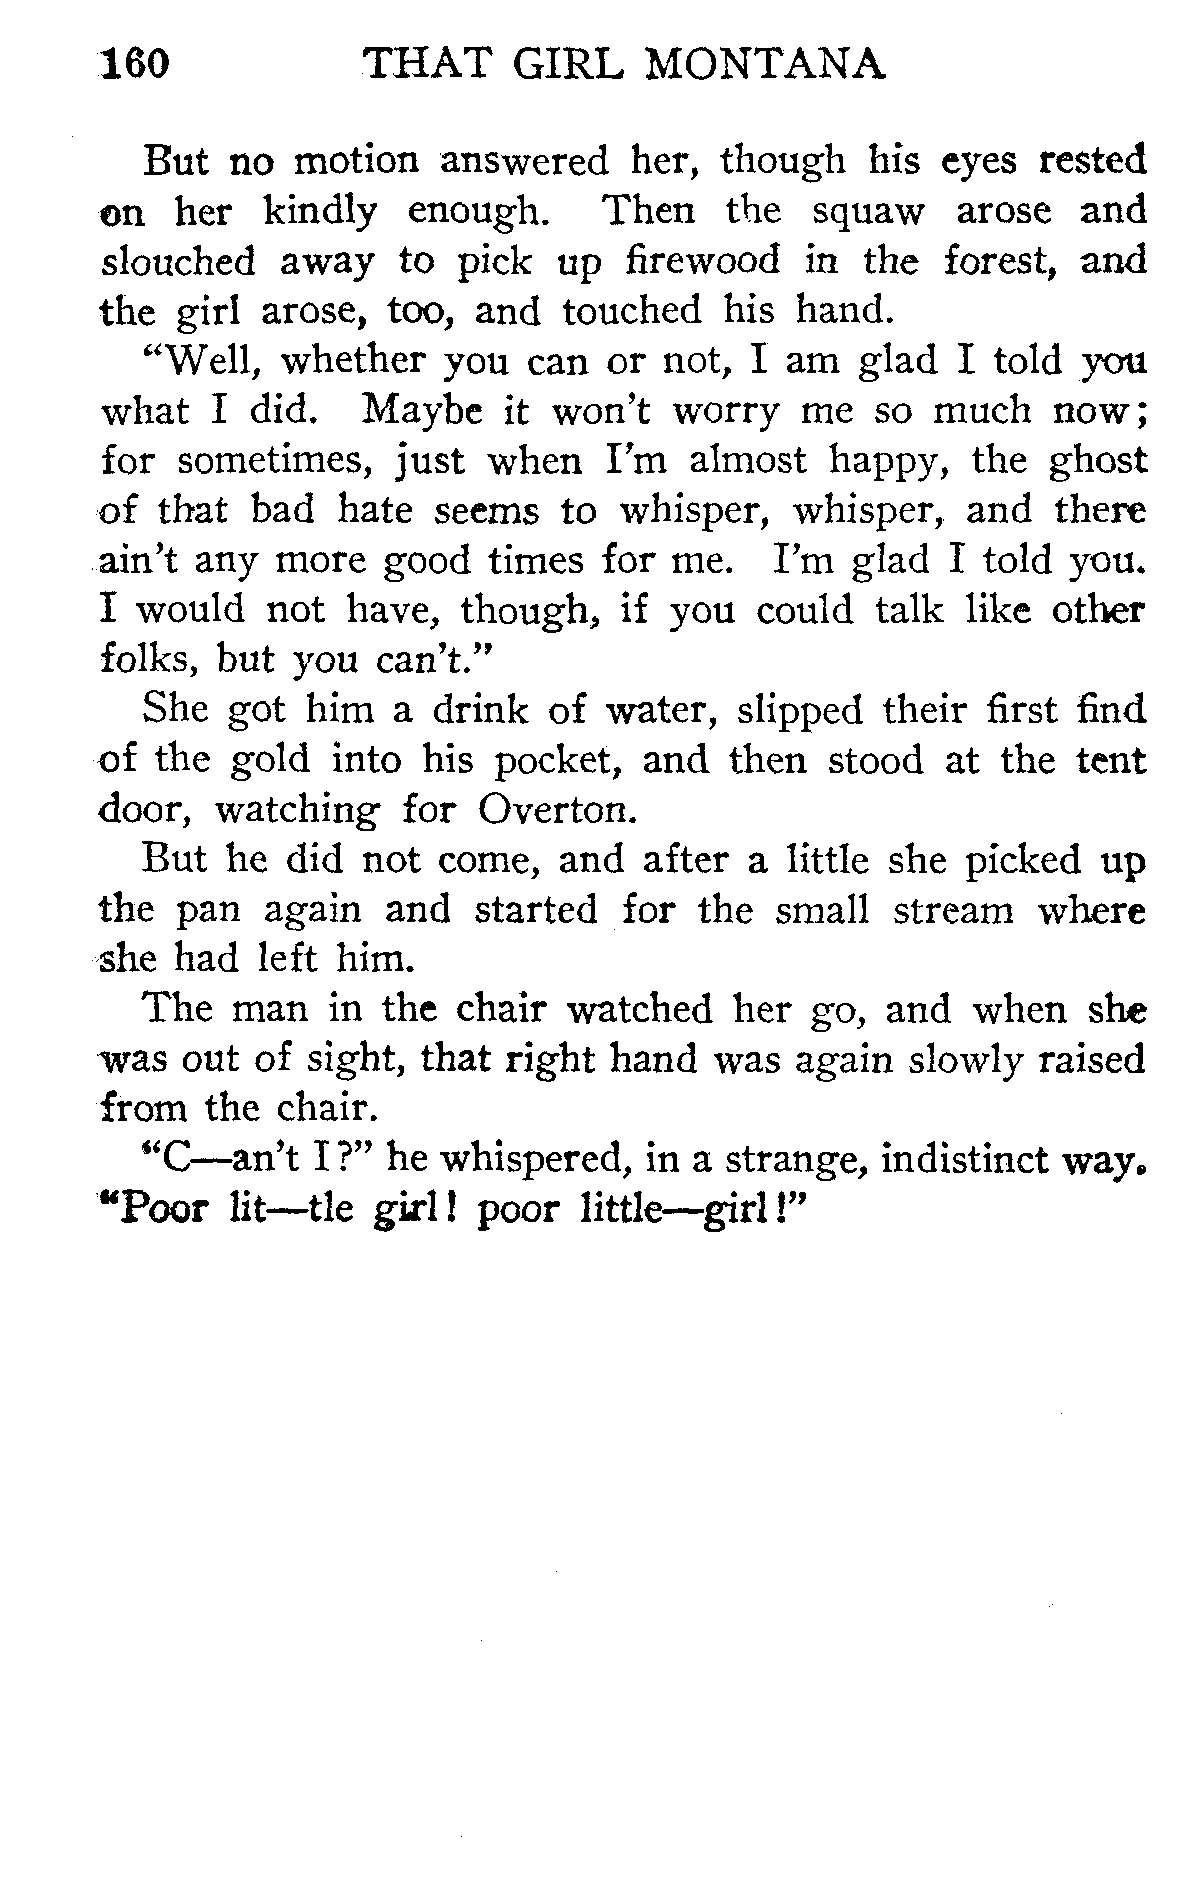 160 THAT GIRL MONTANA
But no motion answered her, though his eyes rested
on her kindly enough. Then the squaw arose and
slouched away to pick up firewood in the forest, and
the girl arose, too, and touched his hand.
“Well, whether you can or not, I am glad I told you
what I did. Maybe it won’t worry me so much now;
for sometimes, just when I’m almost happy, the ghost
of that bad hate seems to whisper, whisper, and there
ain’t any more good times for me. I’m glad I told you.
I would not have, though, if you could talk like other
folks, but you can’t.”
She got him a drink of water, slipped their first find
of the gold into his pocket, and then stood at the tent
door, watching for Overton.
But he did not come, and after a little she picked up
the pan again and started for the small stream where
she had left him.
The man in the chair watched her go, and when she
was out of sight, that right hand was again slowly raised
from the chair.
“C—an’t I?” he whispered, in a strange, indistinct way.
“Poor lit—tle girl! poor little—girl!”